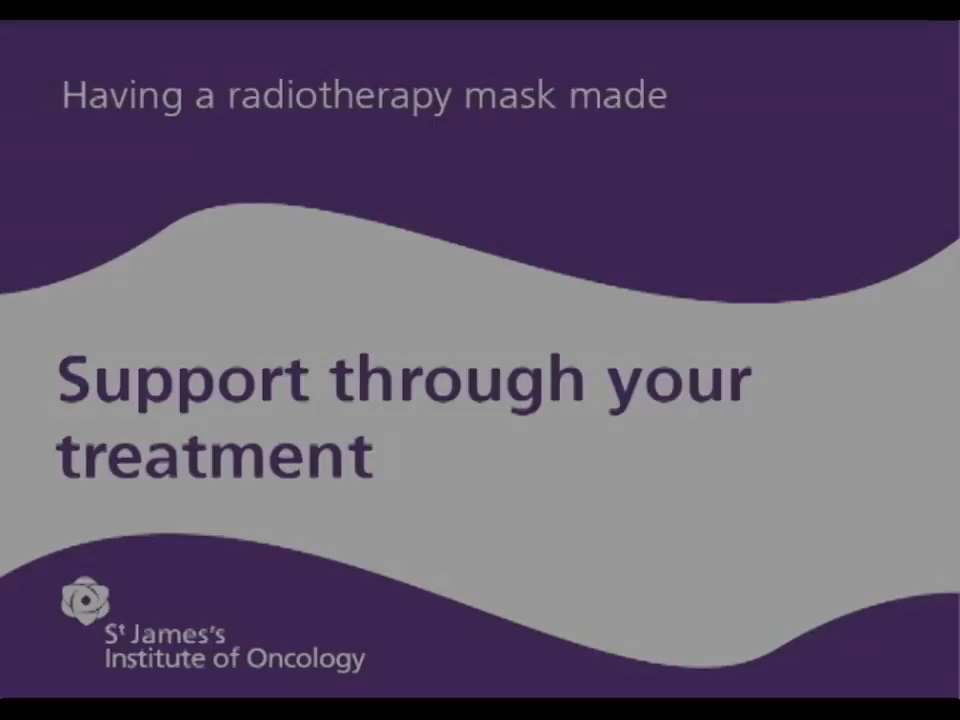 Having a radiotherapy mask made
Support through your
treatment
St James's
Institute of Oncology